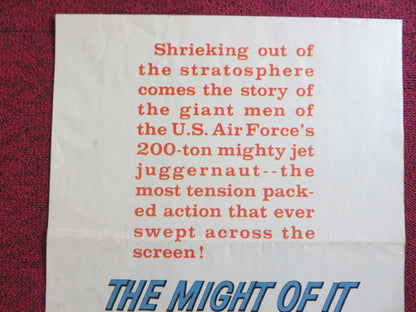 Shrieking out of
the stratosphere
comes the story of
the giant men of
the U.S. Air Force's
200-ton mighty jet
juggernaut--the
most tension pack-
ed action that ever
swept across the
screen!
THE MIGHT OF IT